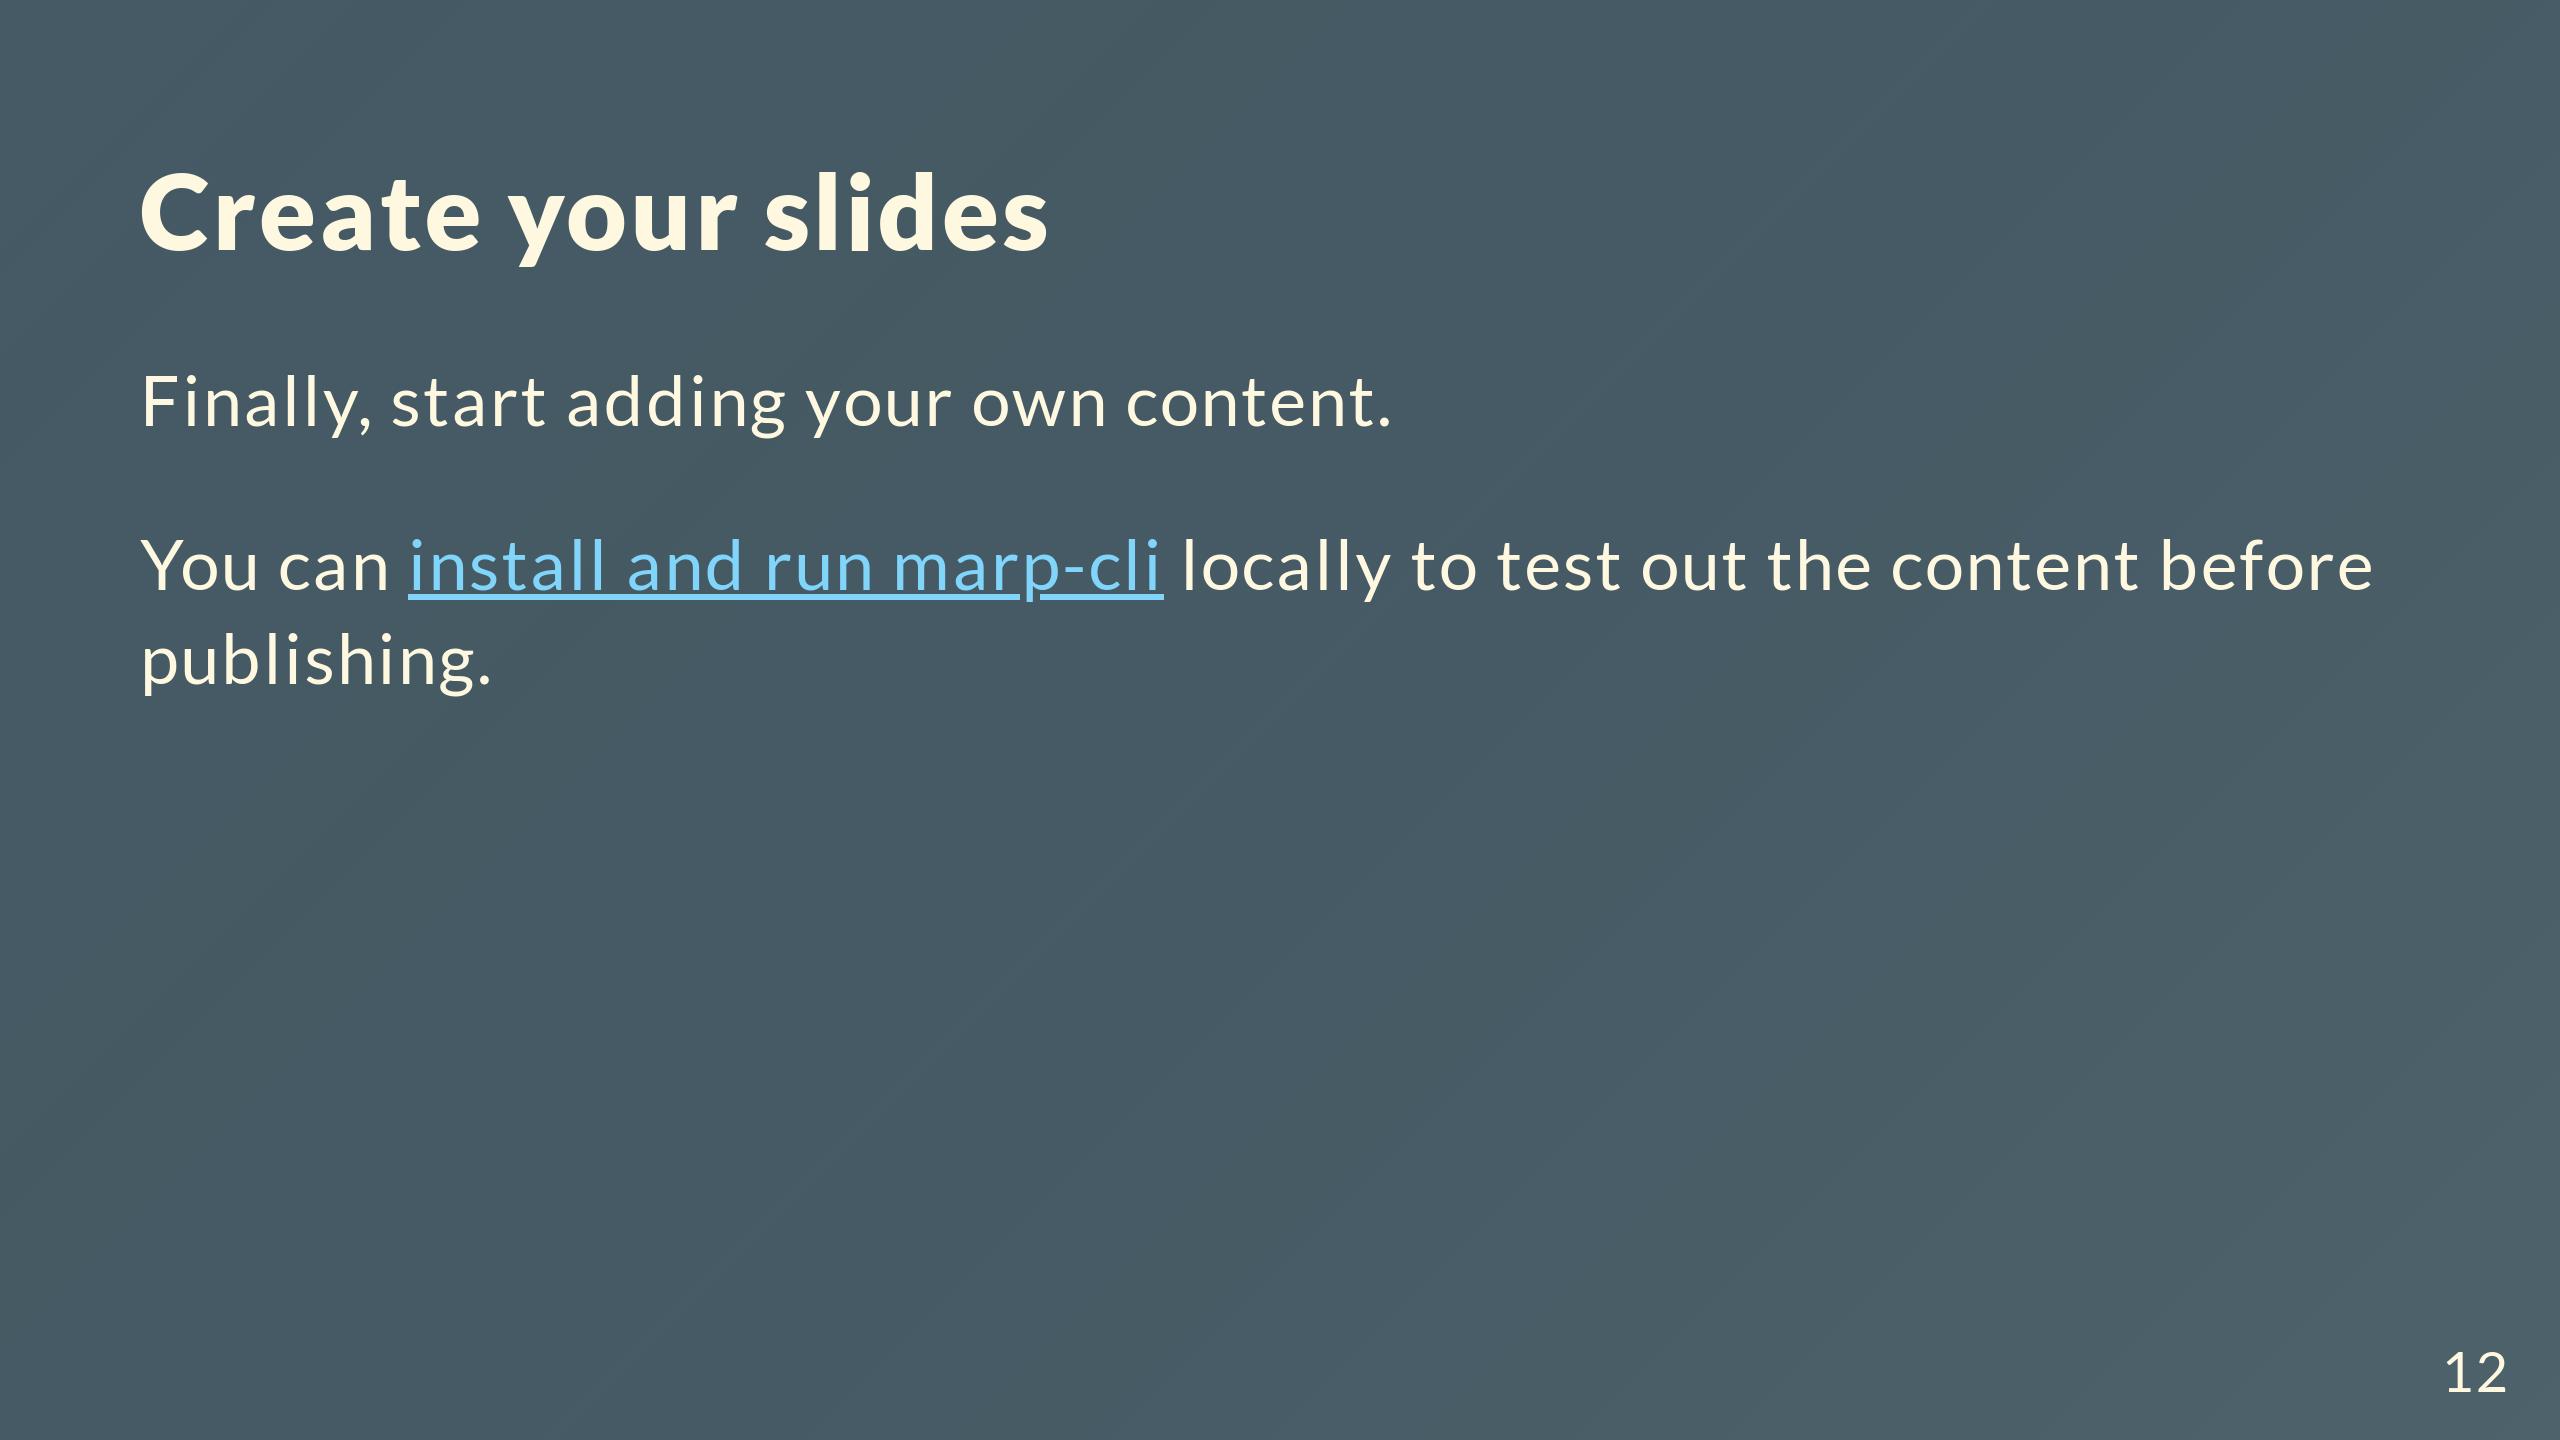 Create your slides
Finally, start adding your own content.
You can install and run marp-cli locally to test out the content before
publishing.
12